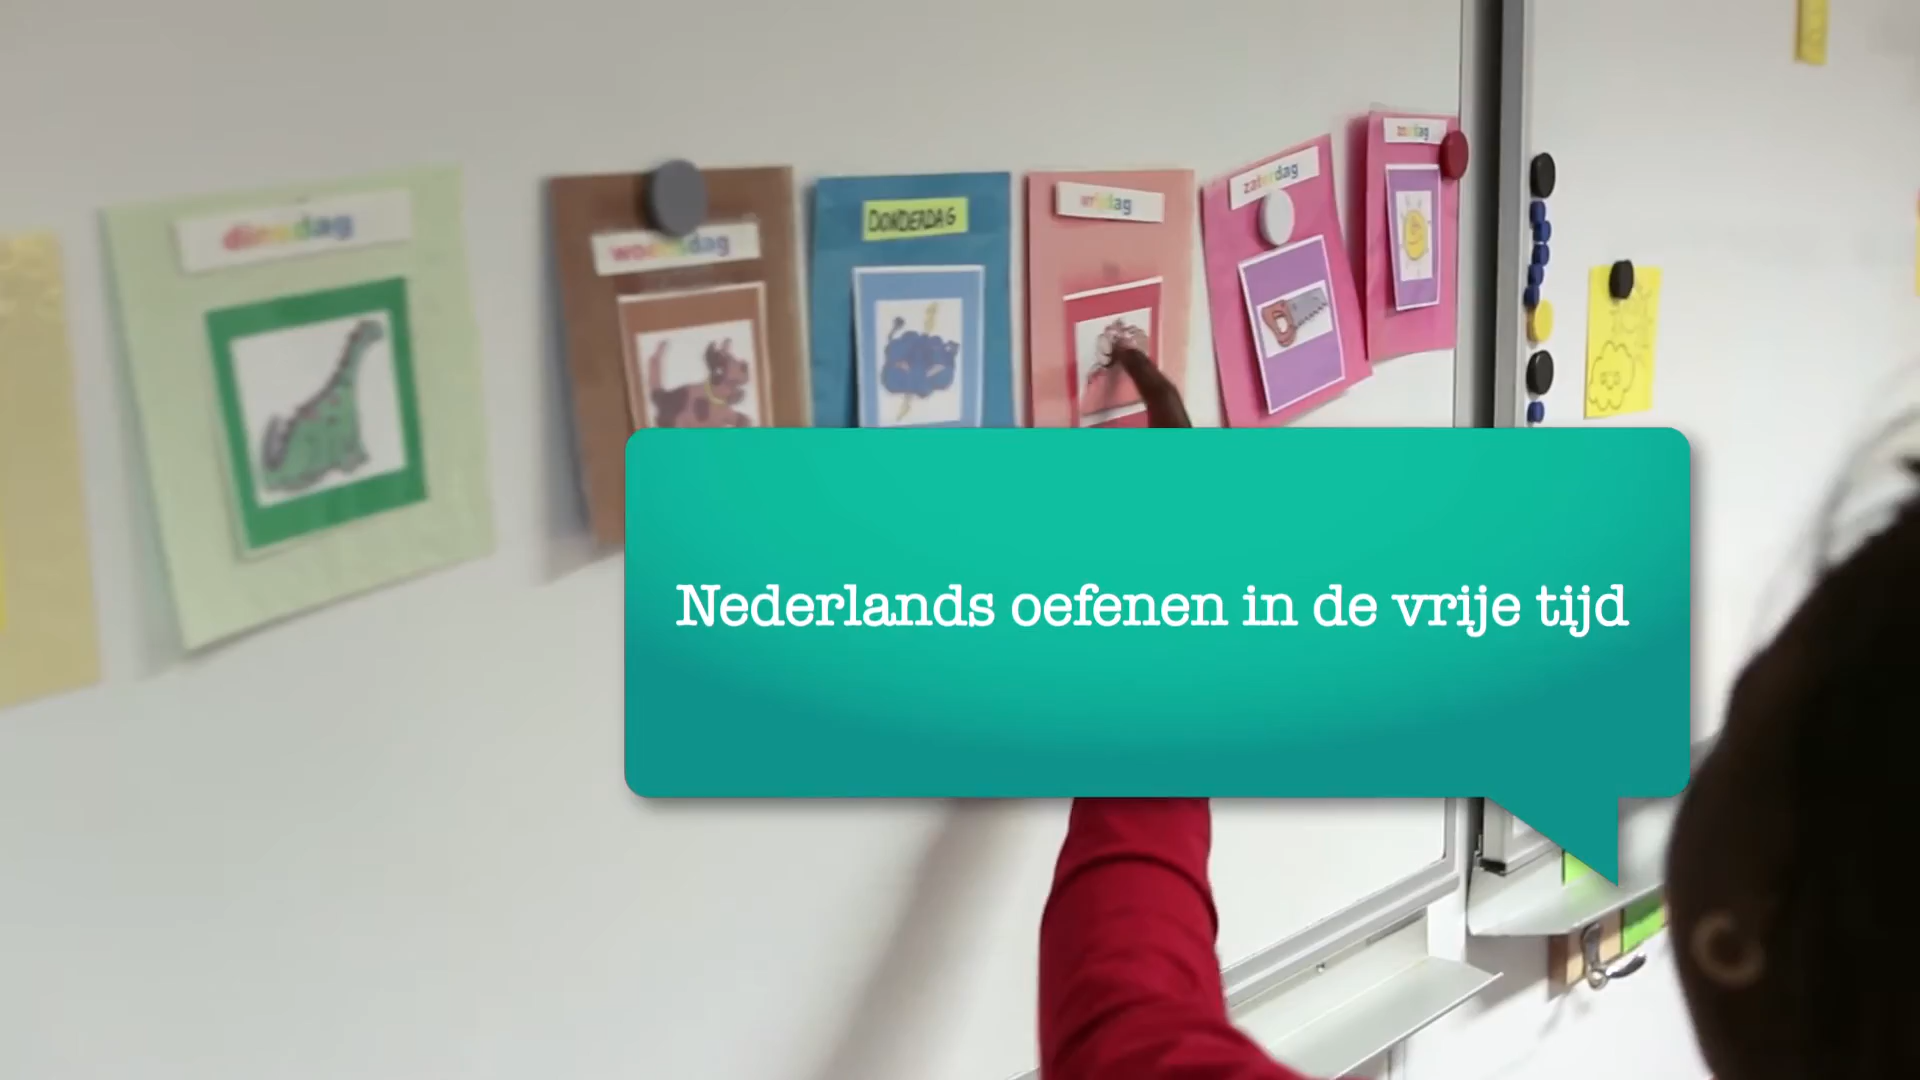 dinsdag
woensdag
DONDERDAG
vrijdag
zaterdag
zondag
Nederlands oefenen in de vrije tijd